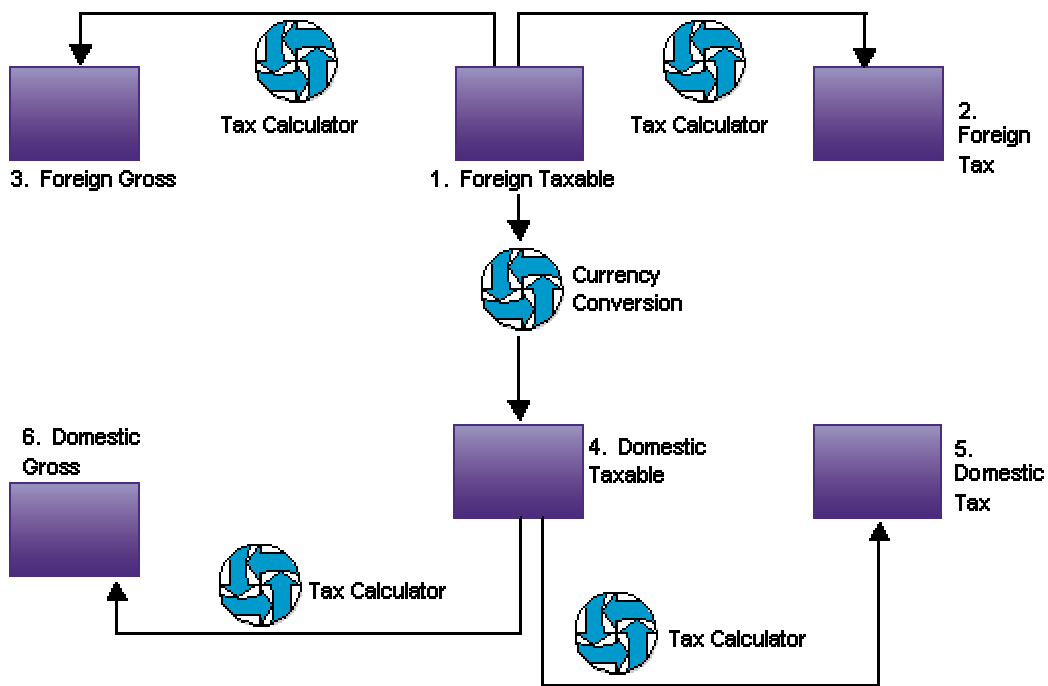 Tax Calculator
Tax Calculator
2.
Foreign
Tax
3. Foreign Gross
1. Foreign Taxable
Currency
Conversion
6. Domestic
Gross
4. Domestic
Taxable
5.
Domestic
Tax
Tax Calculator
Tax Calculator